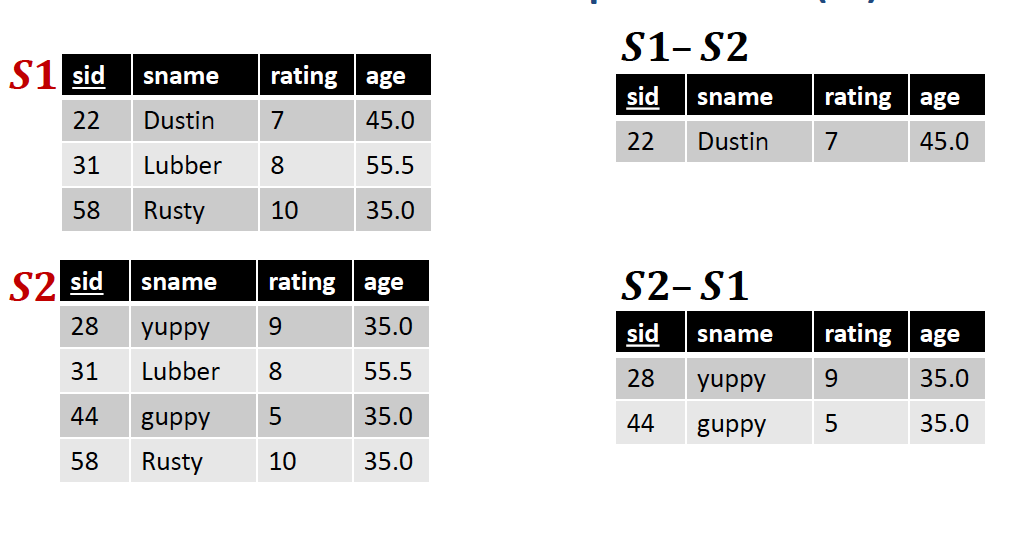 S1
sid sname rating age
22 Dustin 7 45.0
31 Lubber 8 55.5
58 Rusty 10 35.0
S2
sid sname rating age
28 yuppy 9 35.0
31 Lubber 8 55.5
44 guppy 5 35.0
58 Rusty 10 35.0
S1– S2
sid sname rating age
22 Dustin 7 45.0
S2– S1
sid sname rating age
28 yuppy 9 35.0
44 guppy 5 35.0